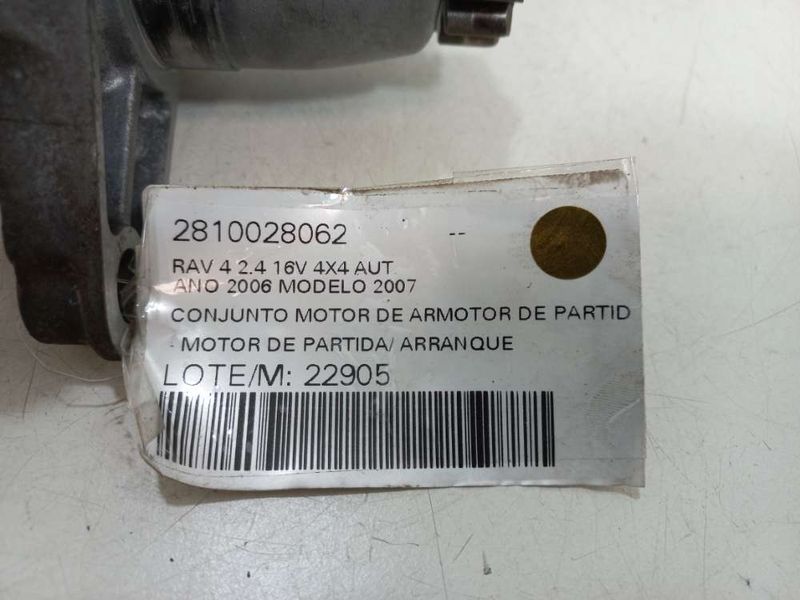 2810028062 --
RAV 4 2.4 16V 4X4 AUT
ANO 2006 MODELO 2007
CONJUNTO MOTOR DE ARMOTOR DE PARTID
- MOTOR DE PARTIDA/ ARRANQUE
LOTE/M: 22905